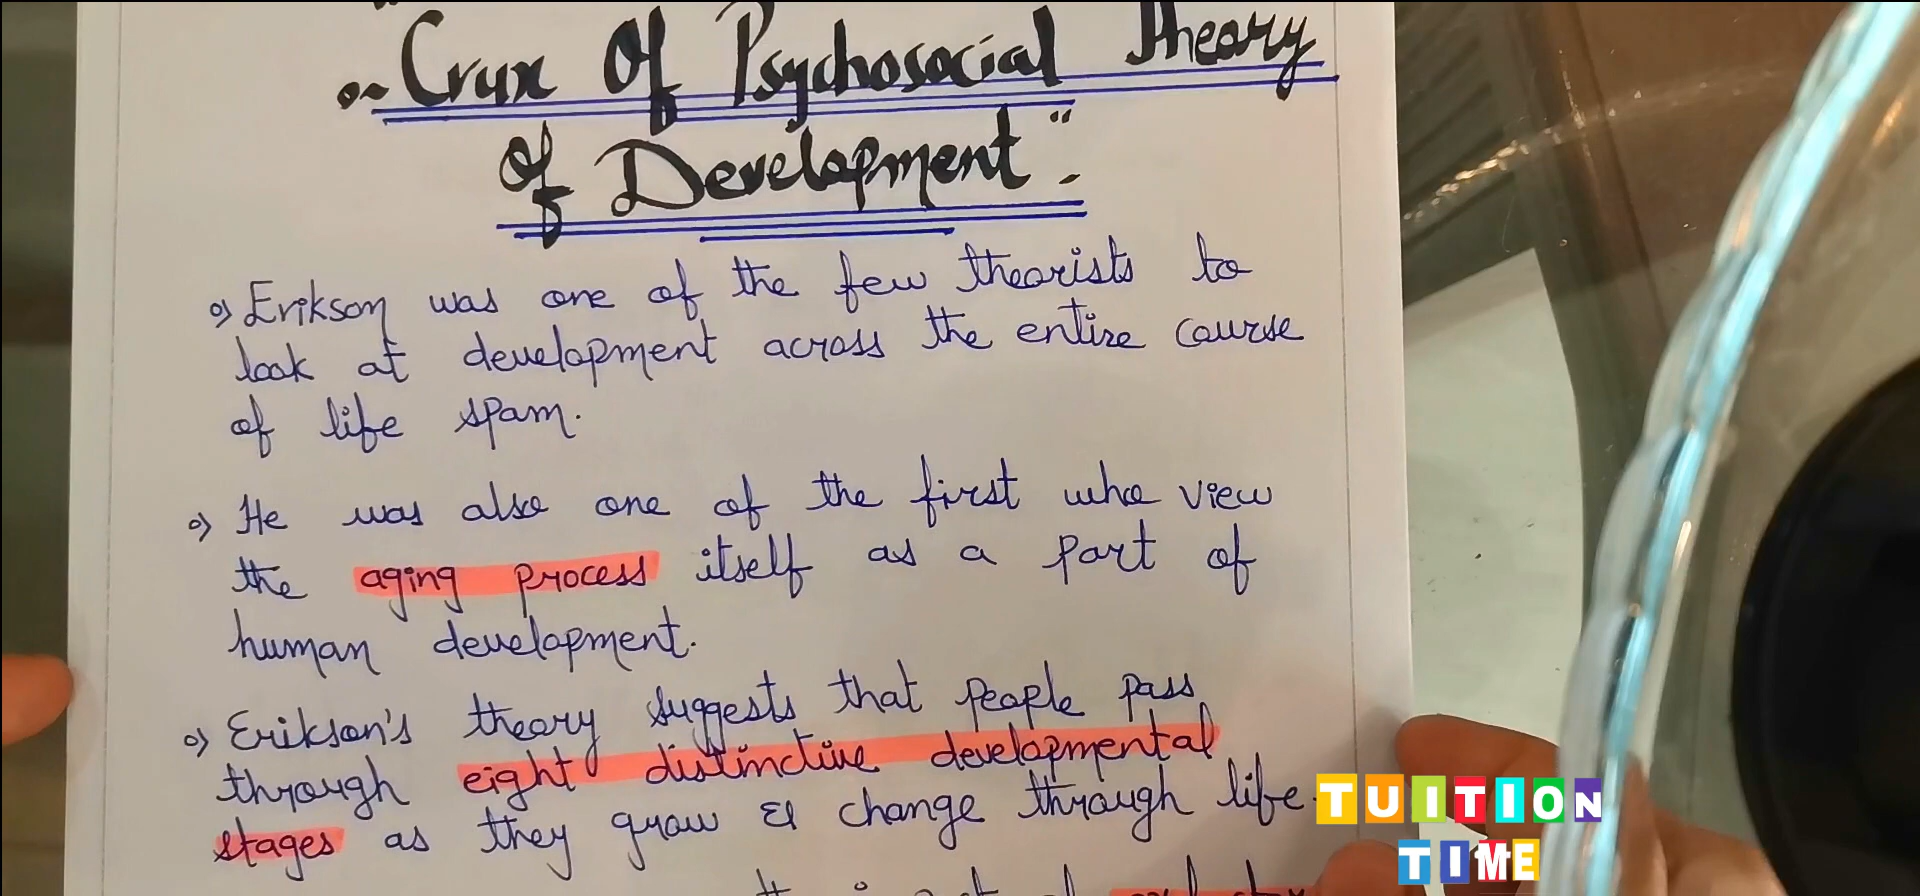 "Crux Of Psychosocial Theory
Of Development".
Erikson was one of the few theorists to
look at development across the entire course
of life spam.
He was also one of the first who view
the aging process itself as a part of
human development.
Erikson's theory suggests that people pass
through eight distinctive developmental
stages as they grow & change through life.
TUITION
TIME